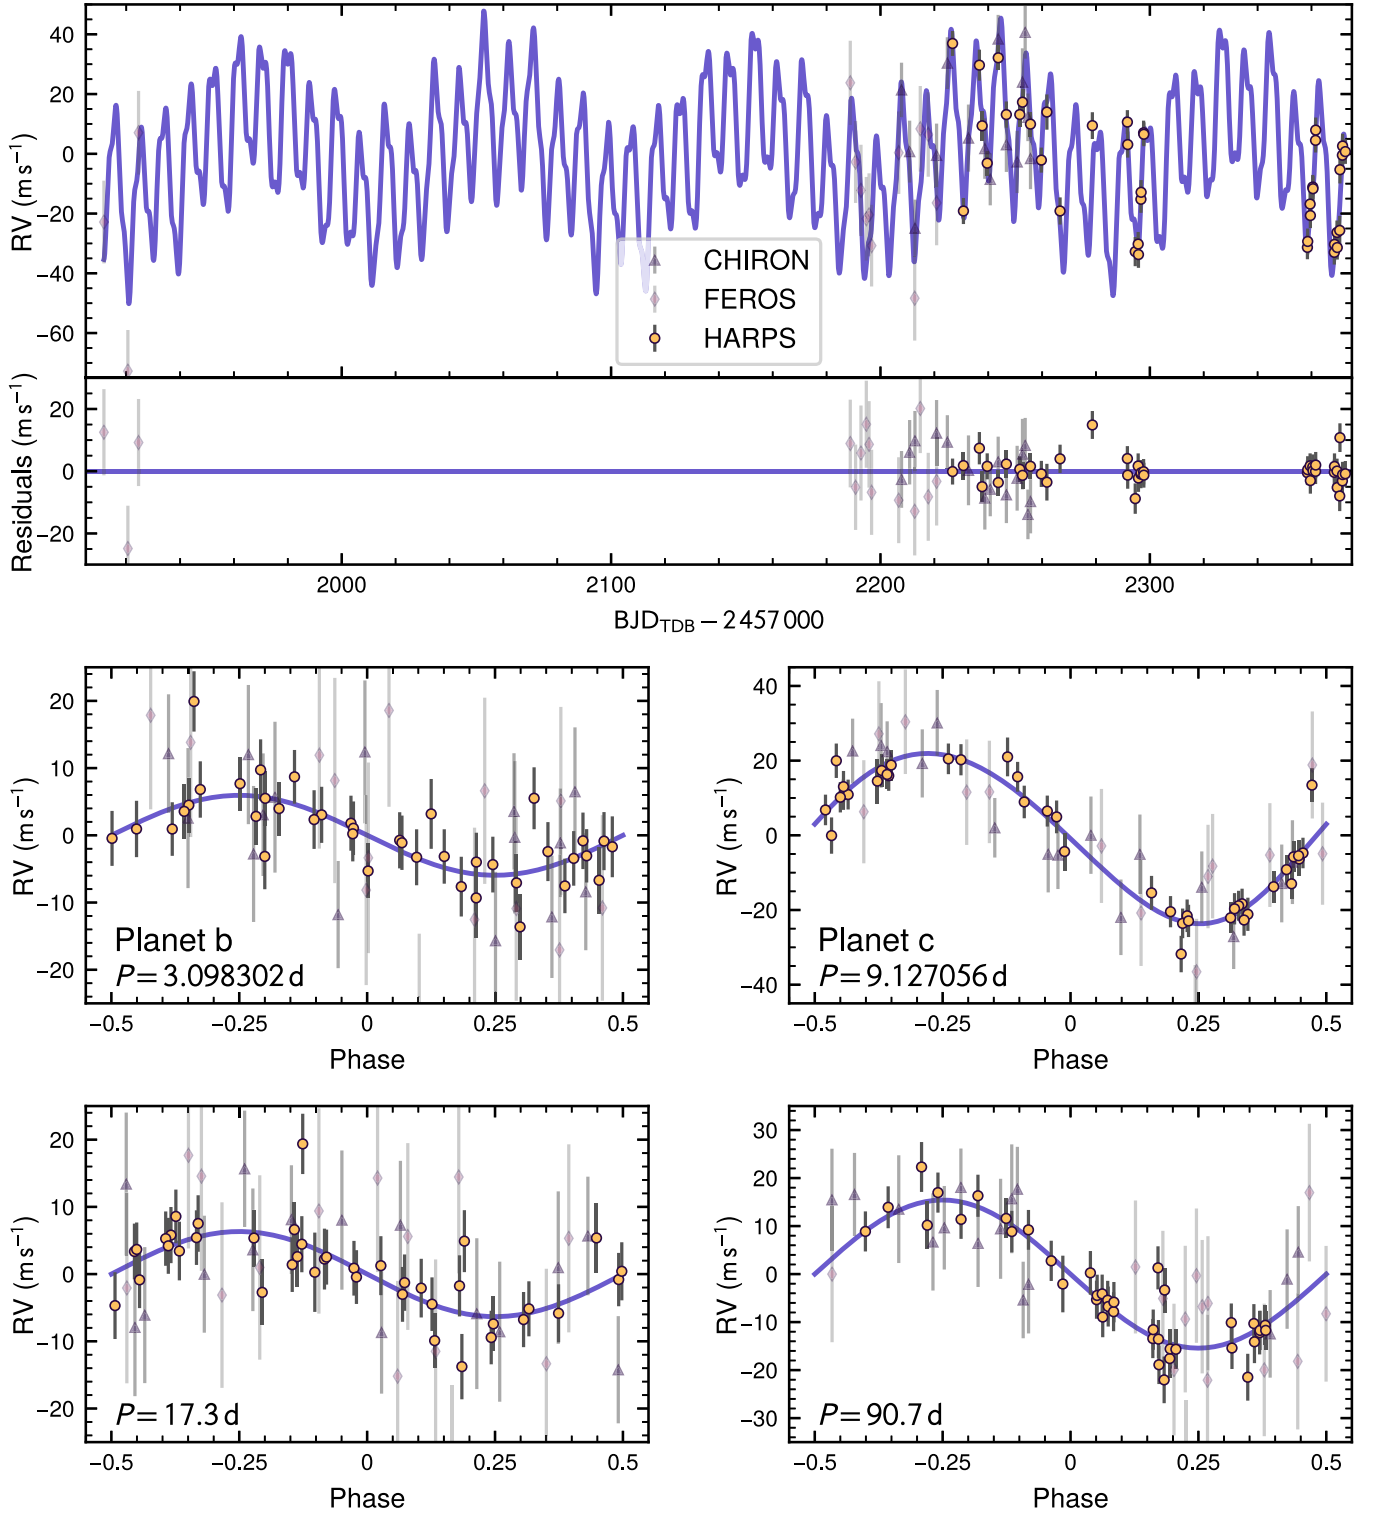 40
20
0
−20
−40
−60
RV (m s⁻¹)
CHIRON
FEROS
HARPS
20
0
−20
Residuals (m s⁻¹)
2000 2100 2200 2300
BJD_TDB − 2 457 000
20
10
0
−10
−20
RV (m s⁻¹)
Planet b
P = 3.098302 d
−0.5 −0.25 0 0.25 0.5
Phase
40
20
0
−20
−40
RV (m s⁻¹)
Planet c
P = 9.127056 d
−0.5 −0.25 0 0.25 0.5
Phase
20
10
0
−10
−20
RV (m s⁻¹)
P = 17.3 d
−0.5 −0.25 0 0.25 0.5
Phase
30
20
10
0
−10
−20
−30
RV (m s⁻¹)
P = 90.7 d
−0.5 −0.25 0 0.25 0.5
Phase